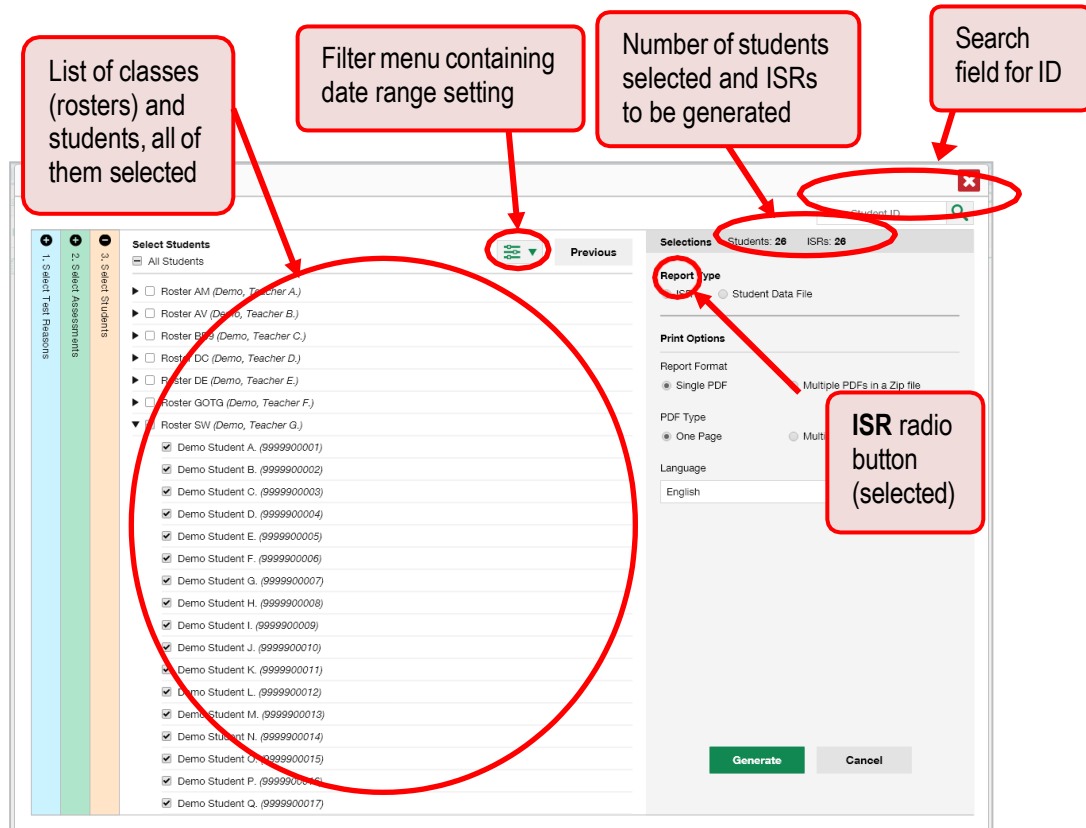 List of classes
(rosters) and
students, all of
them selected
Filter menu containing
date range setting
Number of students
selected and ISRs
to be generated
Search
field for ID
Student ID
1. Select Test Reasons
2. Select Assessments
3. Select Students
Select Students
All Students
Previous
Roster AM (Demo, Teacher A.)
Roster AV (Demo, Teacher B.)
Roster BB9 (Demo, Teacher C.)
Roster DC (Demo, Teacher D.)
Roster DE (Demo, Teacher E.)
Roster GOTG (Demo, Teacher F.)
Roster SW (Demo, Teacher G.)
Demo Student A. (9999900001)
Demo Student B. (9999900002)
Demo Student C. (9999900003)
Demo Student D. (9999900004)
Demo Student E. (9999900005)
Demo Student F. (9999900006)
Demo Student G. (9999900007)
Demo Student H. (9999900008)
Demo Student I. (9999900009)
Demo Student J. (9999900010)
Demo Student K. (9999900011)
Demo Student L. (9999900012)
Demo Student M. (9999900013)
Demo Student N. (9999900014)
Demo Student O. (9999900015)
Demo Student P. (9999900016)
Demo Student Q. (9999900017)
Selections Students: 26 ISRs: 26
Report Type
ISR Student Data File
Print Options
Report Format
Single PDF Multiple PDFs in a Zip file
PDF Type
One Page Multi
Language
English
ISR radio
button
(selected)
Generate Cancel